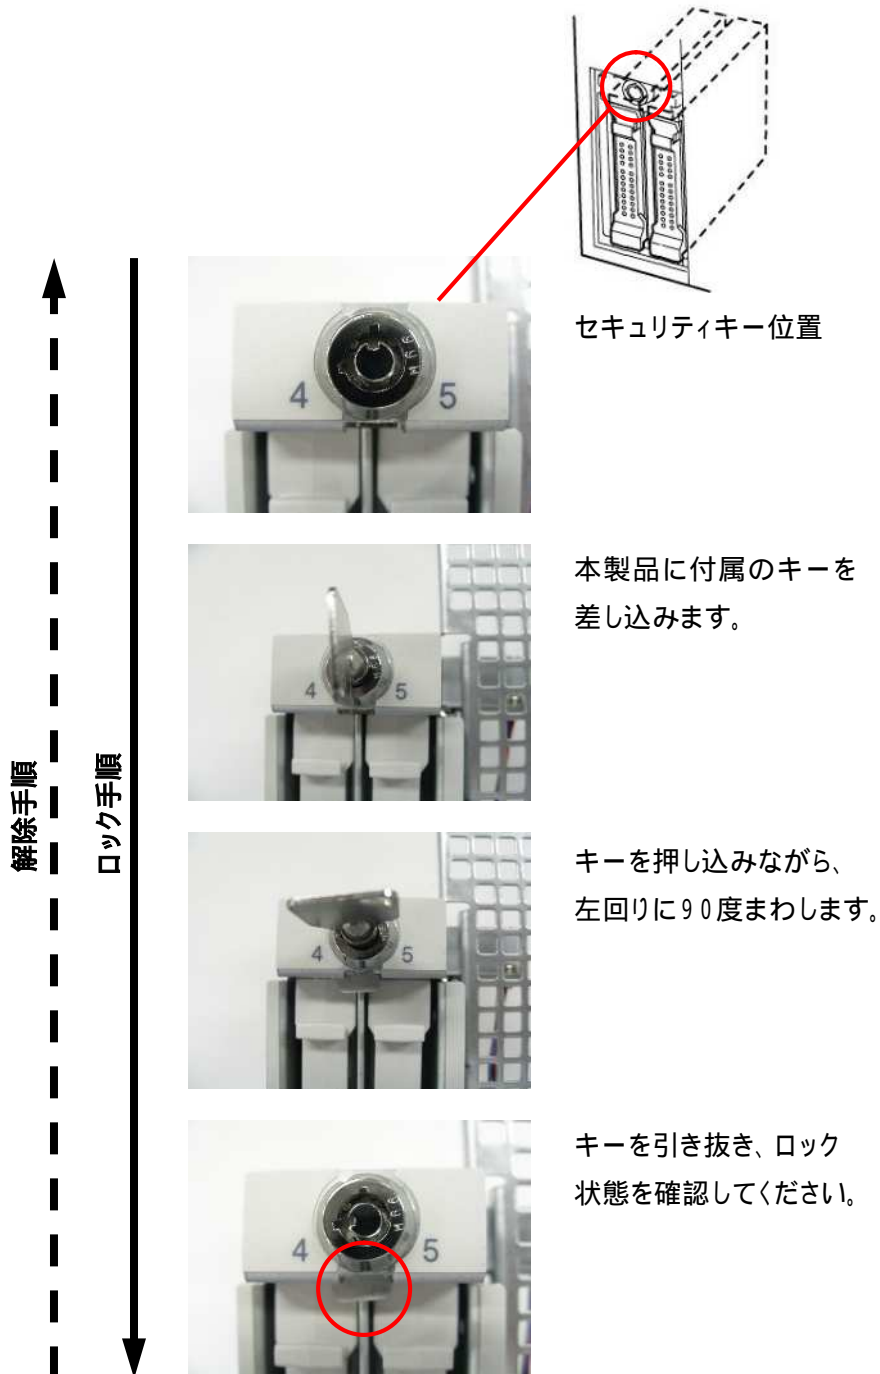 セキュリティキー位置
4 5
本製品に付属のキーを
差し込みます。
4 5
解除手順
ロック手順
キーを押し込みながら、
左回りに90度まわします。
4 5
キーを引き抜き、ロック
状態を確認してください。
4 5